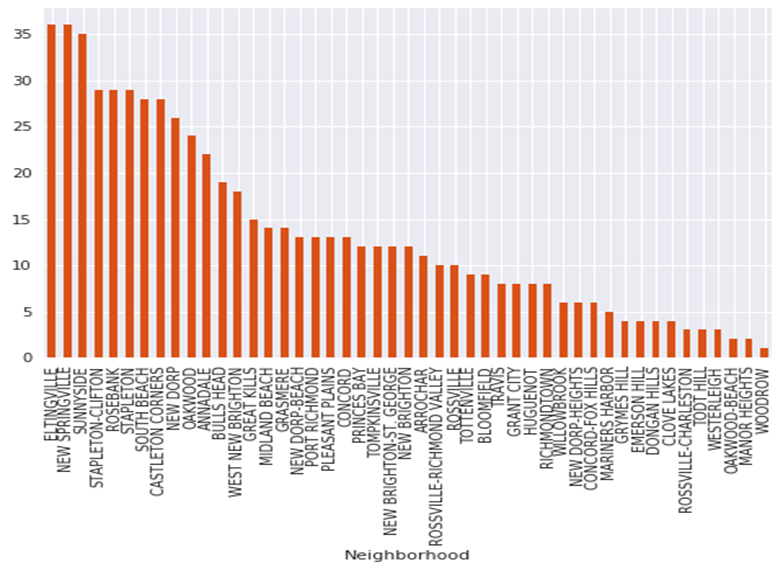 35
30
25
20
15
10
5
0
ELTINGVILLE
NEW SPRINGVILLE
SUNNYSIDE
STAPLETON-CLIFTON
ROSEBANK
STAPLETON
SOUTH BEACH
CASTLETON CORNERS
NEW DORP
OAKWOOD
ANNADALE
BULLS HEAD
WEST NEW BRIGHTON
GREAT KILLS
MIDLAND BEACH
GRASMERE
NEW DORP-BEACH
PORT RICHMOND
PLEASANT PLAINS
CONCORD
PRINCES BAY
TOMPKINSVILLE
NEW BRIGHTON-ST. GEORGE
NEW BRIGHTON
ARROCHAR
ROSSVILLE-RICHMOND VALLEY
ROSSVILLE
TOTTENVILLE
BLOOMFIELD
TRAVIS
GRANT CITY
HUGUENOT
RICHMONDTOWN
WILLOWBROOK
NEW DORP-HEIGHTS
CONCORD-FOX HILLS
MARINERS HARBOR
GRYMES HILL
EMERSON HILL
DONGAN HILLS
CLOVE LAKES
ROSSVILLE-CHARLESTON
TODT HILL
WESTERLEIGH
OAKWOOD-BEACH
MANOR HEIGHTS
WOODROW
Neighborhood